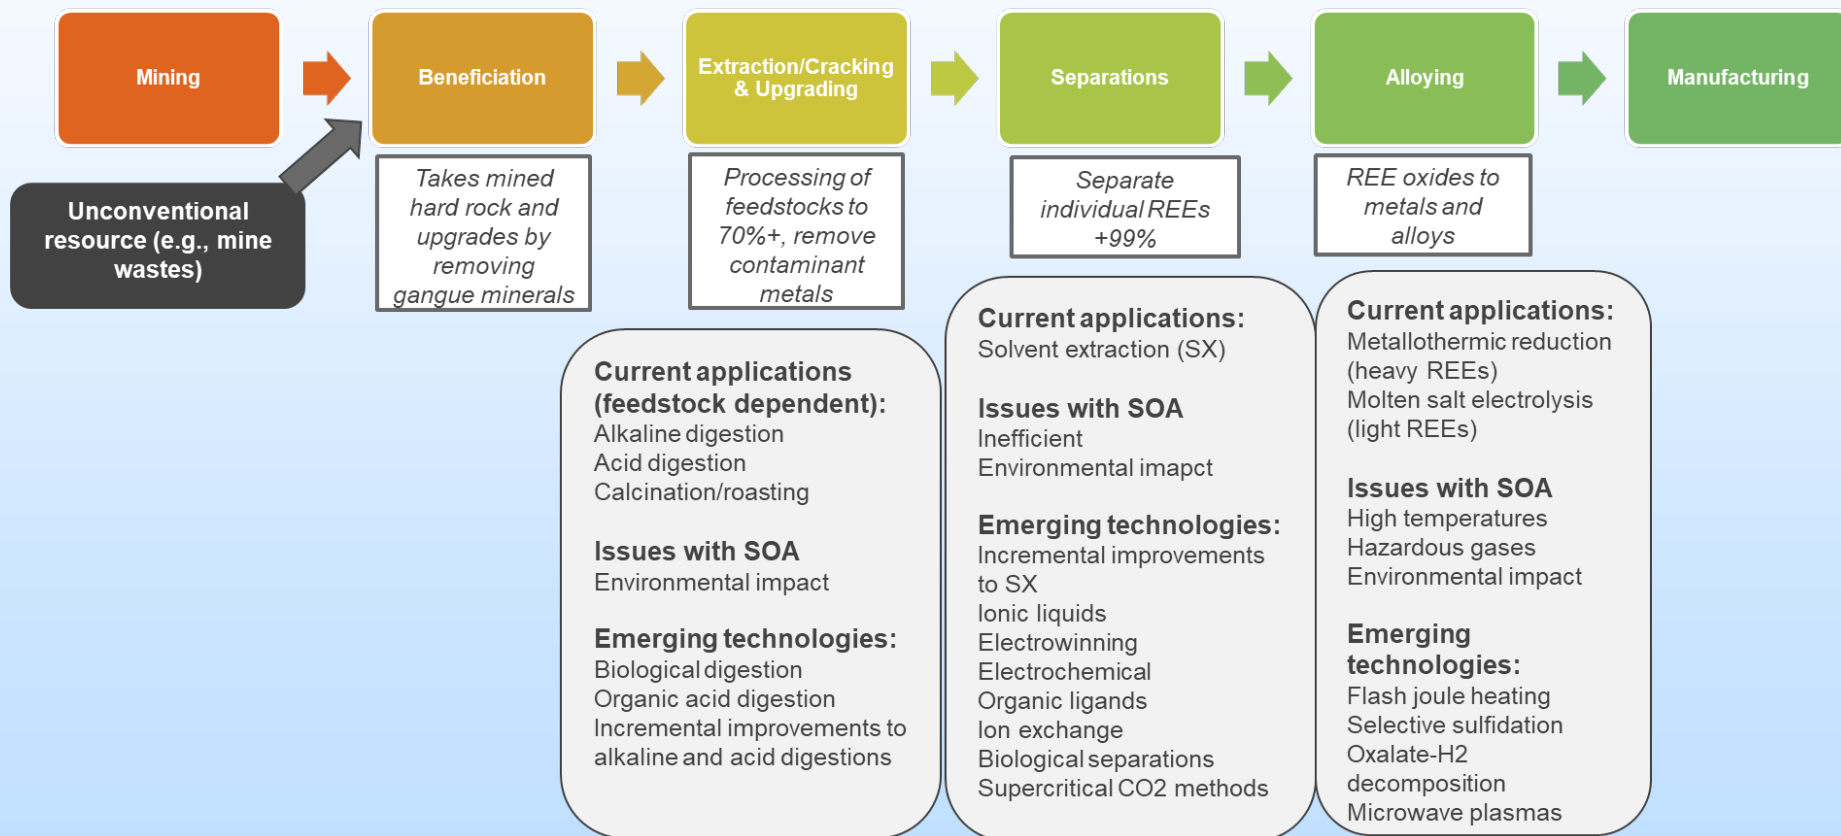 Mining
Beneficiation
Extraction/Cracking
& Upgrading
Separations
Alloying
Manufacturing
Unconventional
resource (e.g., mine
wastes)
Takes mined
hard rock and
upgrades by
removing
gangue minerals
Processing of
feedstocks to
70%+, remove
contaminant
metals
Separate
individual REEs
+99%
REE oxides to
metals and
alloys
Current applications
(feedstock dependent):
Alkaline digestion
Acid digestion
Calcination/roasting
Issues with SOA
Environmental impact
Emerging technologies:
Biological digestion
Organic acid digestion
Incremental improvements to
alkaline and acid digestions
Current applications:
Solvent extraction (SX)
Issues with SOA
Inefficient
Environmental imapct
Emerging technologies:
Incremental improvements
to SX
Ionic liquids
Electrowinning
Electrochemical
Organic ligands
Ion exchange
Biological separations
Supercritical CO2 methods
Current applications:
Metallothermic reduction
(heavy REEs)
Molten salt electrolysis
(light REEs)
Issues with SOA
High temperatures
Hazardous gases
Environmental impact
Emerging
technologies:
Flash joule heating
Selective sulfidation
Oxalate-H2
decomposition
Microwave plasmas